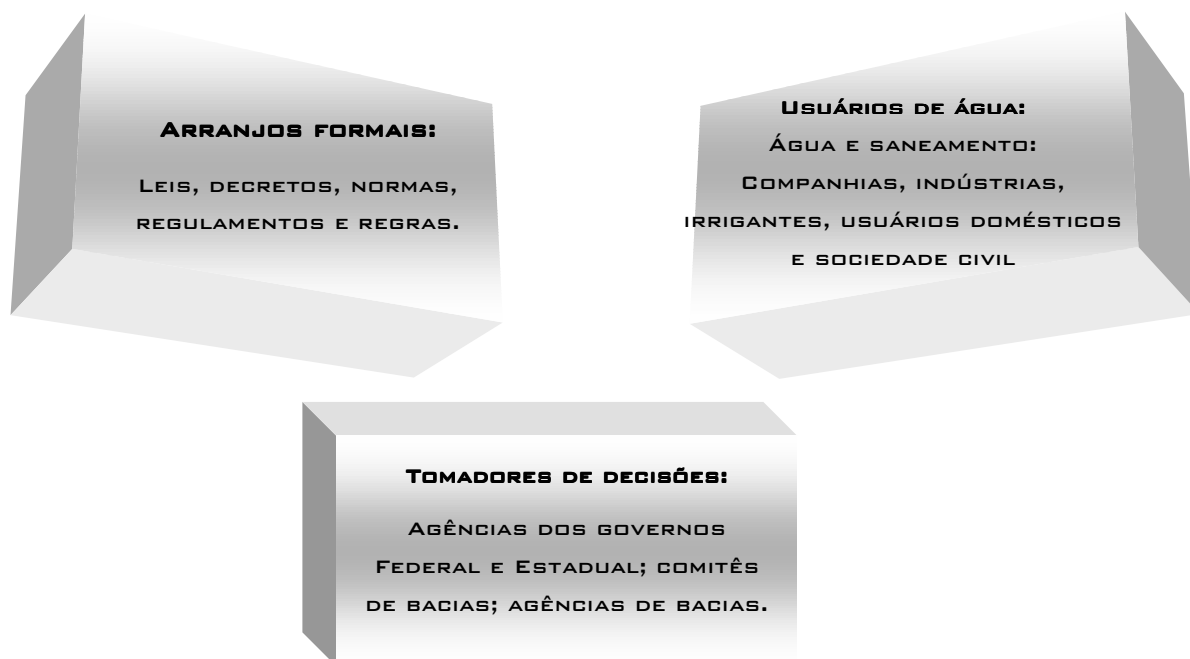 Arranjos formais:
Leis, decretos, normas,
regulamentos e regras.
Usuários de água:
Água e saneamento:
Companhias, indústrias,
irrigantes, usuários domésticos
e sociedade civil
Tomadores de decisões:
Agências dos governos
Federal e Estadual; comitês
de bacias; agências de bacias.